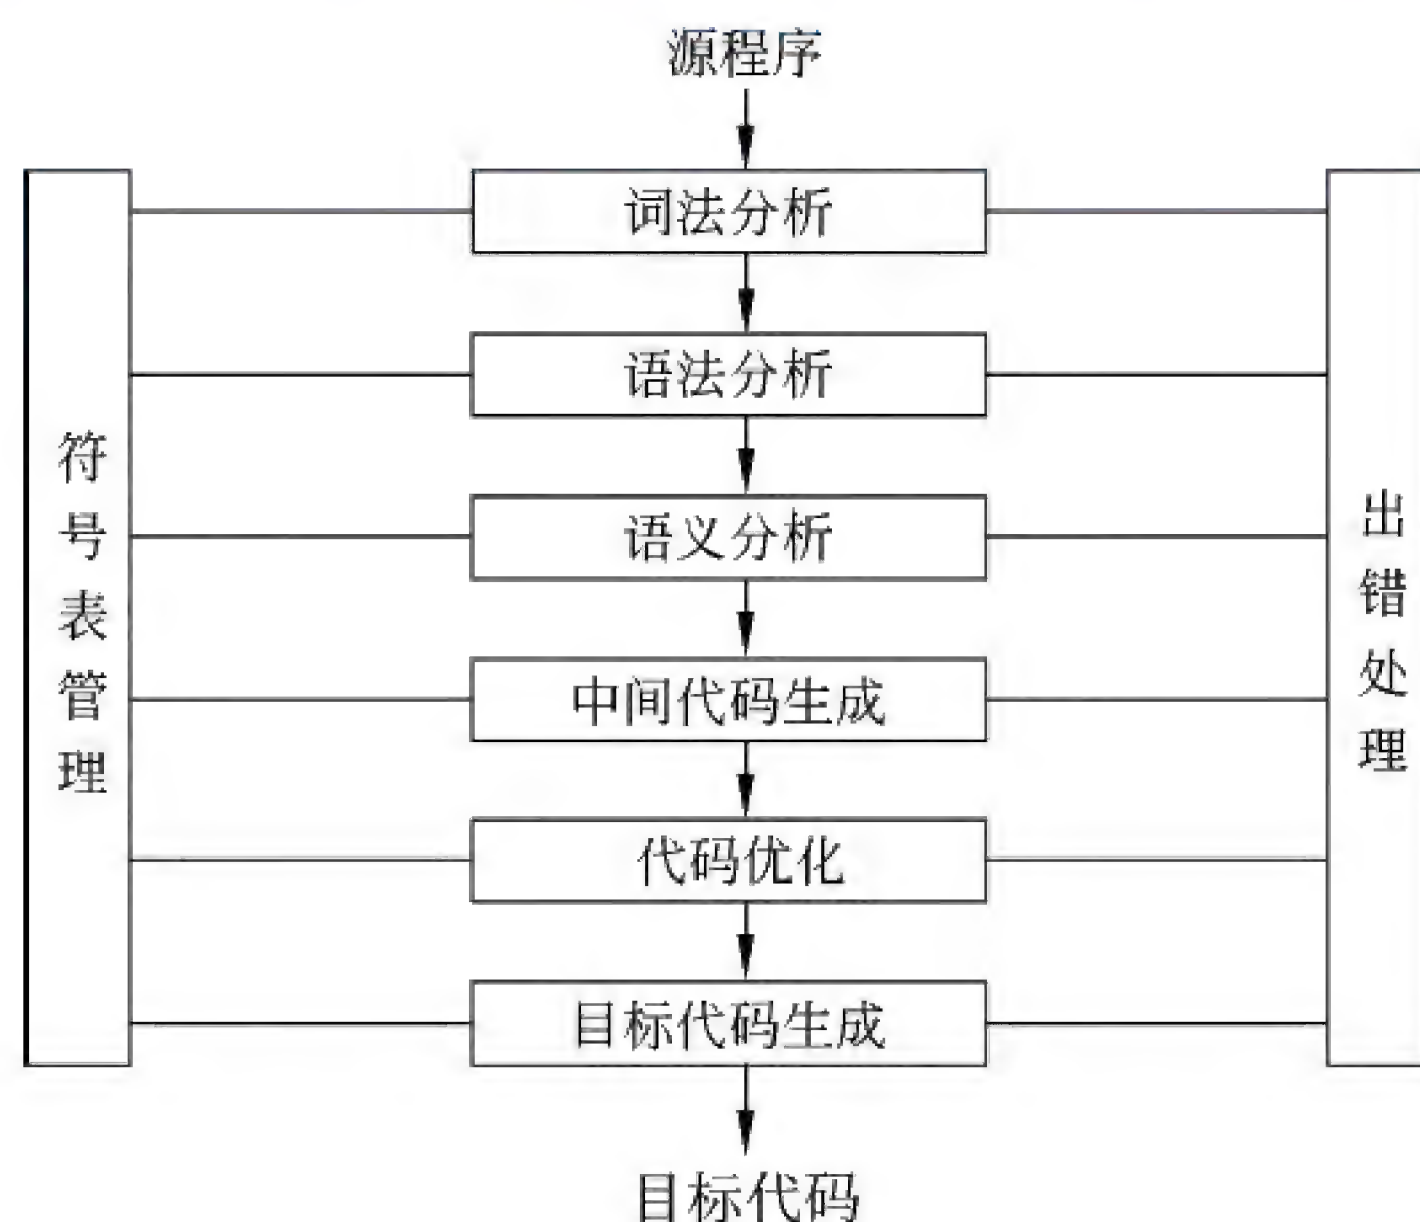 源程序
词法分析
语法分析
语义分析
中间代码生成
代码优化
目标代码生成
目标代码
符号表管理
出错处理